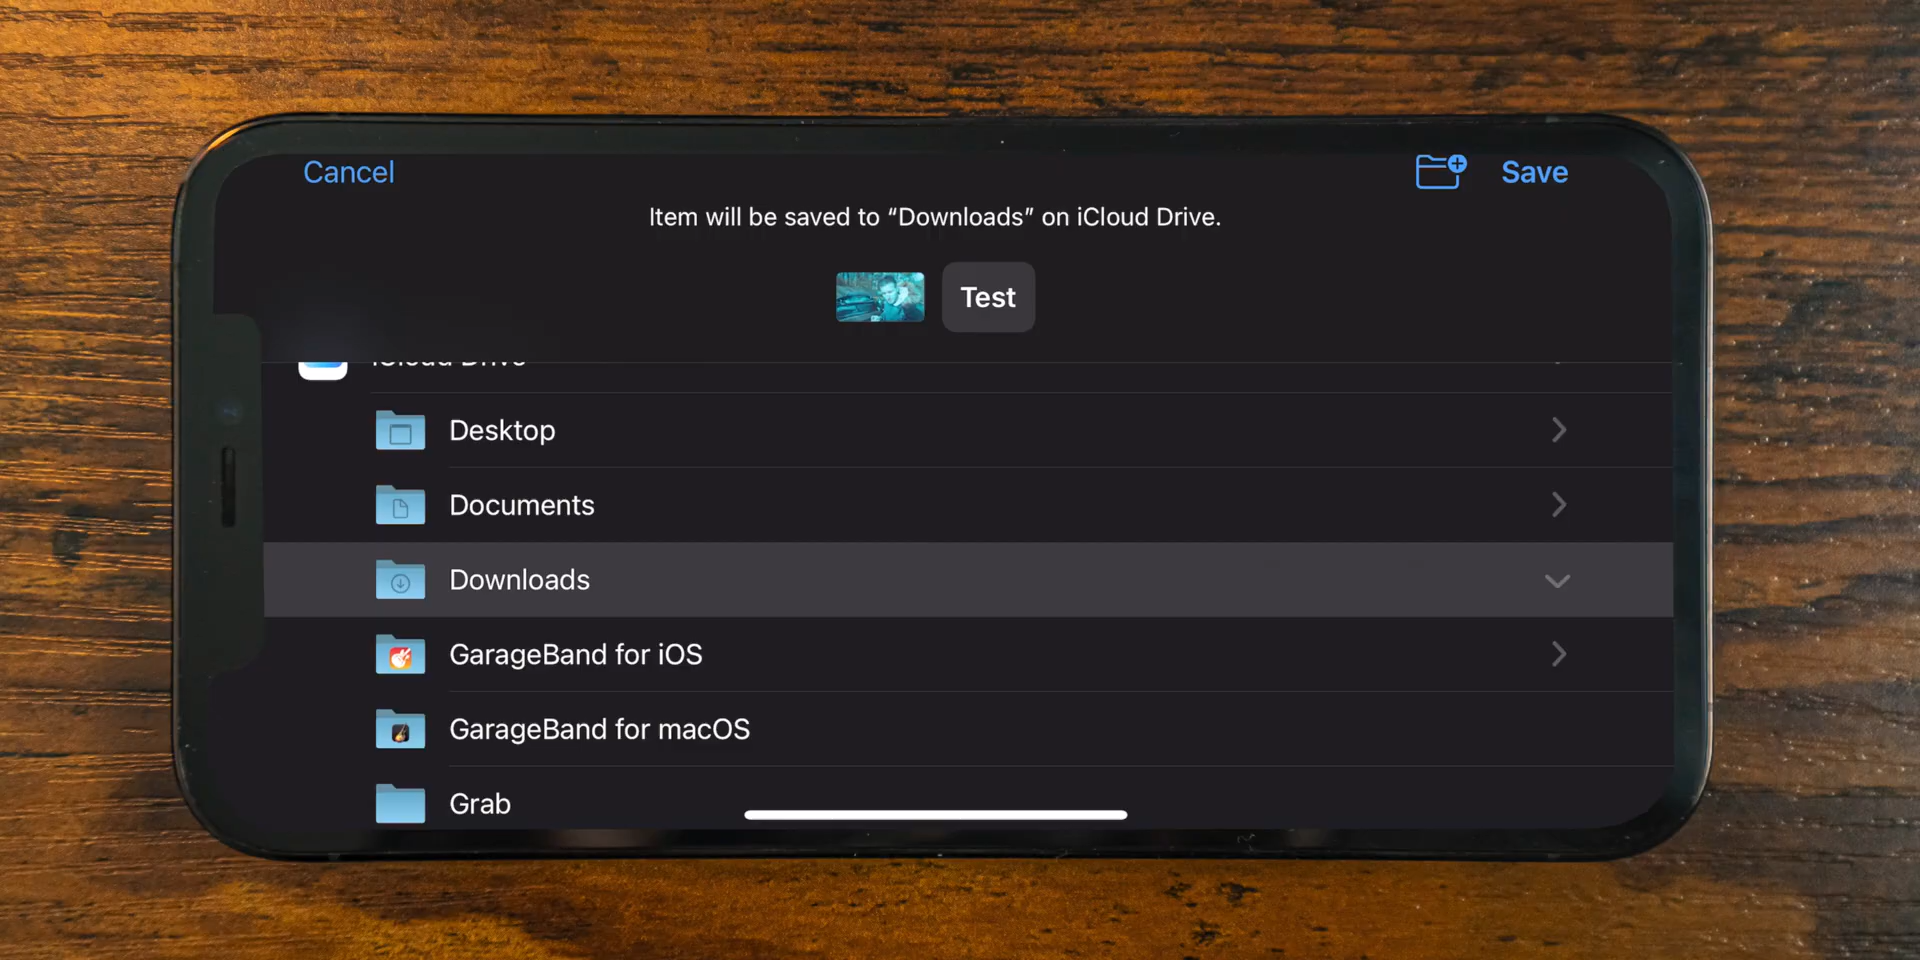 Cancel
Save
Item will be saved to “Downloads” on iCloud Drive.
Test
iCloud Drive
Desktop
Documents
Downloads
GarageBand for iOS
GarageBand for macOS
Grab